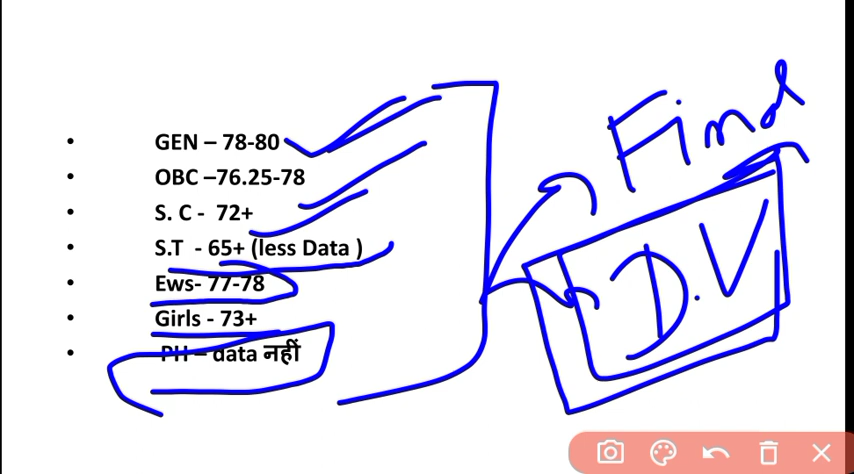 GEN – 78-80
OBC –76.25-78
S. C - 72+
S.T - 65+ (less Data )
Ews- 77-78
Girls - 73+
PH – data नहीं
Final
D.V